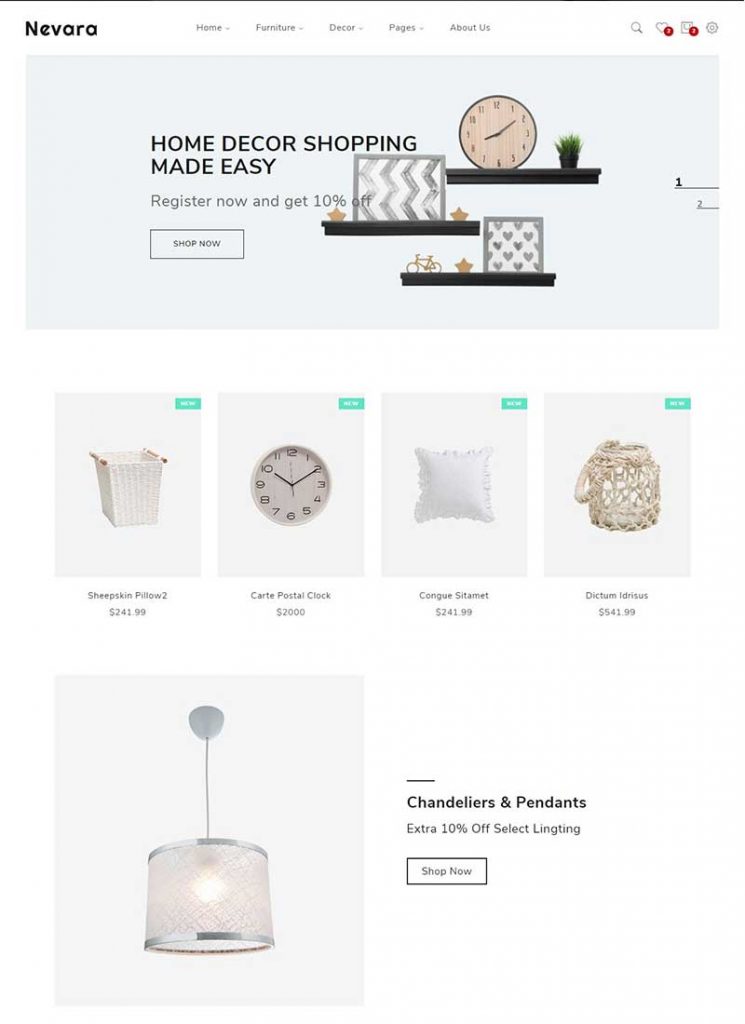 Nevara
Home Furniture Decor Pages About Us
2 2
HOME DECOR SHOPPING
MADE EASY
Register now and get 10% off
SHOP NOW
1
2
NEW NEW NEW NEW
Sheepskin Pillow2 Carte Postal Clock Congue Sitamet Dictum Idrisus
$241.99 $2000 $241.99 $541.99
Chandeliers & Pendants
Extra 10% Off Select Lingting
Shop Now